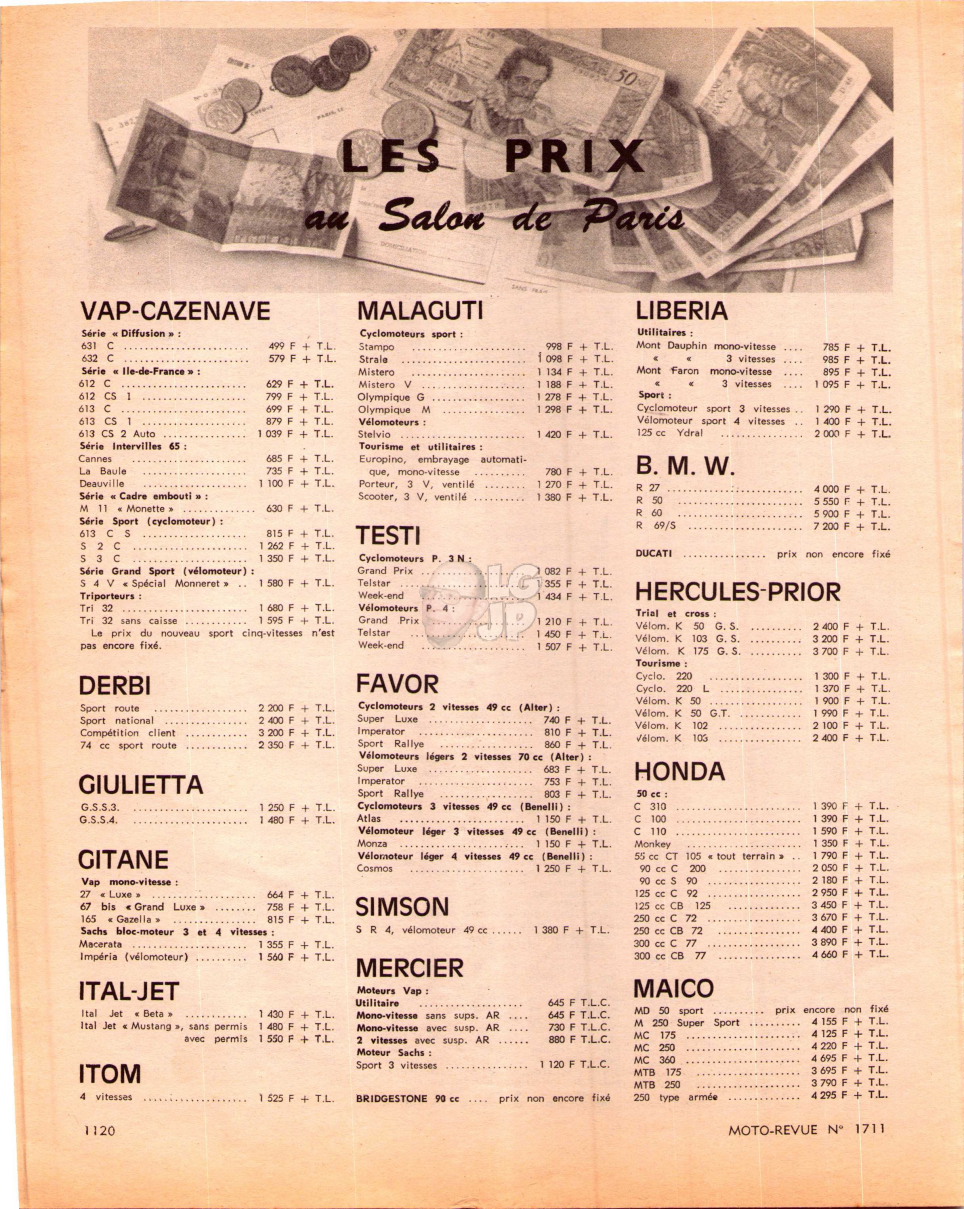 LES PRIX
au Salon de Paris
VAP-CAZENAVE
Série « Diffusion » :
631 C ........................ 499 F + T.L.
632 C ........................ 579 F + T.L.
Série « Ile-de-France » :
612 C ........................ 629 F + T.L.
612 CS 1 .................... 799 F + T.L.
613 C ........................ 699 F + T.L.
613 CS 1 .................... 879 F + T.L.
613 CS 2 Auto ................ 1 039 F + T.L.
Série Intervilles 65 :
Cannes ........................ 685 F + T.L.
La Baule .................... 735 F + T.L.
Deauville .................... 1 100 F + T.L.
Série « Cadre embouti » :
M 11 « Monette » .............. 630 F + T.L.
Série Sport (cyclomoteur) :
613 C S .................... 815 F + T.L.
S 2 C ...................... 1 262 F + T.L.
S 3 C ...................... 1 350 F + T.L.
Série Grand Sport (vélomoteur) :
S 4 V « Spécial Monneret » .. 1 580 F + T.L.
Triporteurs :
Tri 32 ........................ 1 680 F + T.L.
Tri 32 sans caisse ............ 1 595 F + T.L.
Le prix du nouveau sport cinq-vitesses n'est
pas encore fixé.
DERBI
Sport route .................. 2 200 F + T.L.
Sport national ................ 2 400 F + T.L.
Compétition client ............ 3 200 F + T.L.
74 cc sport route ............ 2 350 F + T.L.
GIULIETTA
G.S.S.3. ...................... 1 250 F + T.L.
G.S.S.4. ...................... 1 480 F + T.L.
GITANE
Vap mono-vitesse :
27 « Luxe » .................... 664 F + T.L.
67 bis « Grand Luxe » ........ 758 F + T.L.
165 « Gazella » ................ 815 F + T.L.
Sachs bloc-moteur 3 et 4 vitesses :
Macerata ...................... 1 355 F + T.L.
Impéria (vélomoteur) .......... 1 560 F + T.L.
ITAL-JET
Ital Jet « Beta » ............ 1 430 F + T.L.
Ital Jet « Mustang », sans permis 1 480 F + T.L.
avec permis 1 550 F + T.L.
ITOM
4 vitesses .................... 1 525 F + T.L.
MALAGUTI
Cyclomoteurs sport :
Stampo ...................... 998 F + T.L.
Strale ........................ 1 098 F + T.L.
Mistero ...................... 1 134 F + T.L.
Mistero V .................... 1 188 F + T.L.
Olympique G .................. 1 278 F + T.L.
Olympique M ................ 1 298 F + T.L.
Vélomoteurs :
Stelvio ...................... 1 420 F + T.L.
Tourisme et utilitaires :
Europino, embrayage automati-
que, mono-vitesse .......... 780 F + T.L.
Porteur, 3 V, ventilé ........ 1 270 F + T.L.
Scooter, 3 V, ventilé .......... 1 380 F + T.L.
TESTI
Cyclomoteurs P. 3 N :
Grand Prix .................... 1 082 F + T.L.
Telstar ...................... 1 355 F + T.L.
Week-end .................... 1 434 F + T.L.
Vélomoteurs P. 4 :
Grand Prix .................... 1 210 F + T.L.
Telstar ...................... 1 450 F + T.L.
Week-end .................... 1 507 F + T.L.
FAVOR
Cyclomoteurs 2 vitesses 49 cc (Alter) :
Super Luxe .................... 740 F + T.L.
Imperator .................... 810 F + T.L.
Sport Rallye .................. 860 F + T.L.
Vélomoteurs légers 2 vitesses 70 cc (Alter) :
Super Luxe .................... 683 F + T.L.
Imperator .................... 753 F + T.L.
Sport Rallye .................. 803 F + T.L.
Cyclomoteurs 3 vitesses 49 cc (Benelli) :
Atlas ........................ 1 150 F + T.L.
Vélomoteur léger 3 vitesses 49 cc (Benelli) :
Monza ...................... 1 150 F + T.L.
Vélomoteur léger 4 vitesses 49 cc (Benelli) :
Cosmos ...................... 1 250 F + T.L.
SIMSON
S R 4, vélomoteur 49 cc ...... 1 380 F + T.L.
MERCIER
Moteurs Vap :
Utilitaire .................... 645 F T.L.C.
Mono-vitesse sans sups. AR .... 645 F T.L.C.
Mono-vitesse avec susp. AR .... 730 F T.L.C.
2 vitesses avec susp. AR ...... 880 F T.L.C.
Moteur Sachs :
Sport 3 vitesses ................ 1 120 F T.L.C.
BRIDGESTONE 90 cc .... prix non encore fixé
LIBERIA
Utilitaires :
Mont Dauphin mono-vitesse .... 785 F + T.L.
« « 3 vitesses .... 985 F + T.L.
Mont Faron mono-vitesse .... 895 F + T.L.
« « 3 vitesses .... 1 095 F + T.L.
Sport :
Cyclomoteur sport 3 vitesses .. 1 290 F + T.L.
Vélomoteur sport 4 vitesses .. 1 400 F + T.L.
125 cc Ydral ................ 2 000 F + T.L.
B. M. W.
R 27 .......................... 4 000 F + T.L.
R 50 ........................ 5 550 F + T.L.
R 60 ........................ 5 900 F + T.L.
R 69/S ...................... 7 200 F + T.L.
DUCATI ................ prix non encore fixé
HERCULES-PRIOR
Trial et cross :
Vélom. K 50 G.S. .......... 2 400 F + T.L.
Vélom. K 103 G.S. .......... 3 200 F + T.L.
Vélom. K 175 G.S. .......... 3 700 F + T.L.
Tourisme :
Cyclo. 220 .................. 1 300 F + T.L.
Cyclo. 220 L ................ 1 370 F + T.L.
Vélom. K 50 .................. 1 900 F + T.L.
Vélom. K 50 G.T. ............ 1 990 F + T.L.
Vélom. K 102 ................ 2 100 F + T.L.
Vélom. K 103 ................ 2 400 F + T.L.
HONDA
50 cc :
C 310 ........................ 1 390 F + T.L.
C 100 ........................ 1 390 F + T.L.
C 110 ........................ 1 590 F + T.L.
Monkey ...................... 1 350 F + T.L.
55 cc CT 105 « tout terrain » .. 1 790 F + T.L.
90 cc C 200 ................ 2 050 F + T.L.
90 cc S 90 .................. 2 180 F + T.L.
125 cc C 92 .................. 2 950 F + T.L.
125 cc CB 125 .............. 3 450 F + T.L.
250 cc C 72 .................. 3 670 F + T.L.
250 cc CB 72 ................ 4 400 F + T.L.
300 cc C 77 .................. 3 890 F + T.L.
300 cc CB 77 ................ 4 660 F + T.L.
MAICO
MD 50 sport .......... prix encore non fixé
M 250 Super Sport .......... 4 155 F + T.L.
MC 175 ...................... 4 125 F + T.L.
MC 250 ...................... 4 220 F + T.L.
MC 360 ...................... 4 695 F + T.L.
MTB 175 .................... 3 695 F + T.L.
MTB 250 .................... 3 790 F + T.L.
250 type armée .............. 4 295 F + T.L.
1120
MOTO-REVUE N° 1711
LG
JP
50